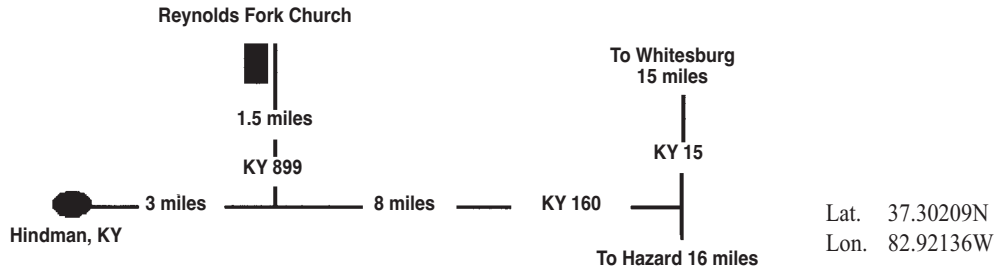 Reynolds Fork Church
To Whitesburg
15 miles
1.5 miles
KY 15
KY 899
3 miles
8 miles
KY 160
Hindman, KY
To Hazard 16 miles
Lat. 37.30209N
Lon. 82.92136W